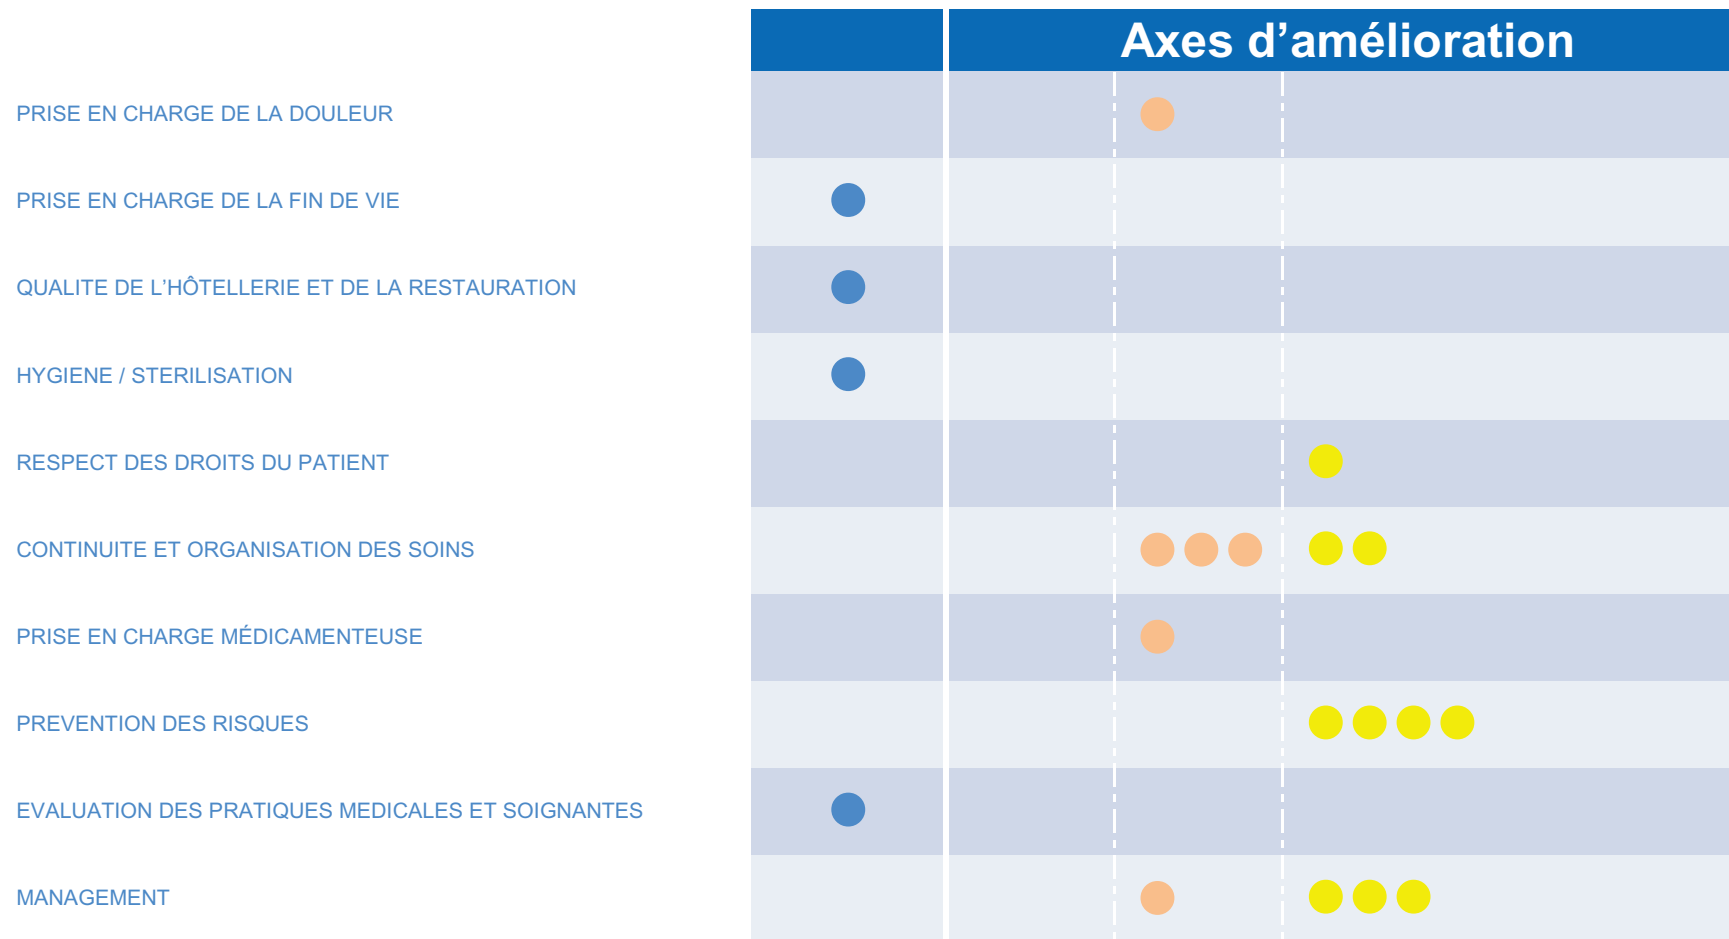 Axes d’amélioration
PRISE EN CHARGE DE LA DOULEUR
PRISE EN CHARGE DE LA FIN DE VIE
QUALITE DE L’HÔTELLERIE ET DE LA RESTAURATION
HYGIENE / STERILISATION
RESPECT DES DROITS DU PATIENT
CONTINUITE ET ORGANISATION DES SOINS
PRISE EN CHARGE MÉDICAMENTEUSE
PREVENTION DES RISQUES
EVALUATION DES PRATIQUES MEDICALES ET SOIGNANTES
MANAGEMENT